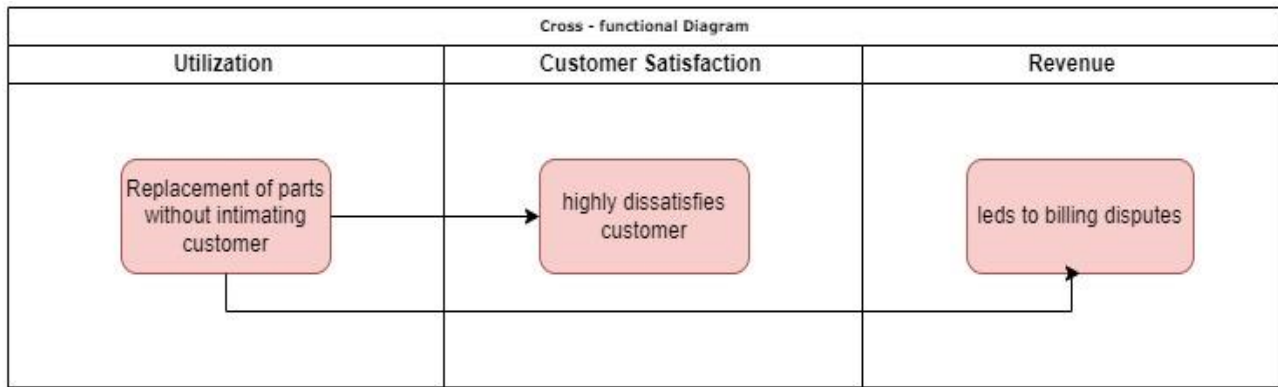 Cross - functional Diagram
Utilization
Customer Satisfaction
Revenue
Replacement of parts
without intimating
customer
highly dissatisfies
customer
leds to billing disputes